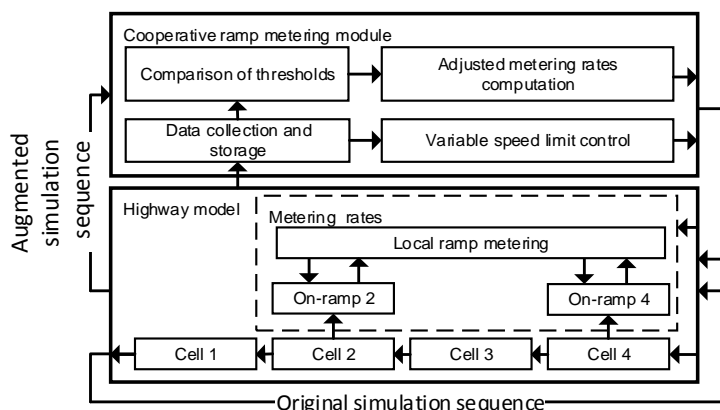 Cooperative ramp metering module
Comparison of thresholds
Adjusted metering rates
computation
Data collection and
storage
Variable speed limit control
Augmented
simulation
sequence
Highway model
Metering rates
Local ramp metering
On-ramp 2
On-ramp 4
Cell 1
Cell 2
Cell 3
Cell 4
Original simulation sequence